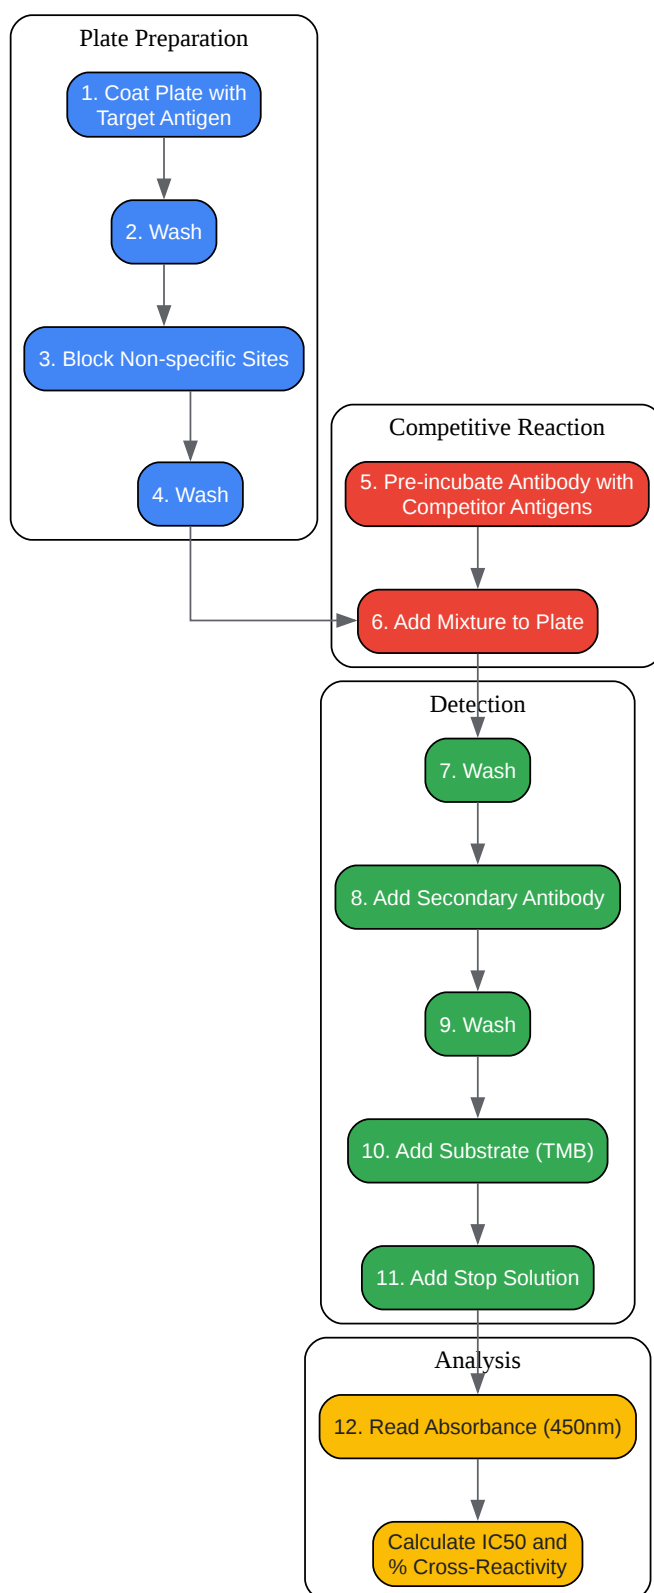 Plate Preparation
1. Coat Plate with
Target Antigen
2. Wash
3. Block Non-specific Sites
4. Wash
Competitive Reaction
5. Pre-incubate Antibody with
Competitor Antigens
6. Add Mixture to Plate
Detection
7. Wash
8. Add Secondary Antibody
9. Wash
10. Add Substrate (TMB)
11. Add Stop Solution
Analysis
12. Read Absorbance (450nm)
Calculate IC50 and
% Cross-Reactivity